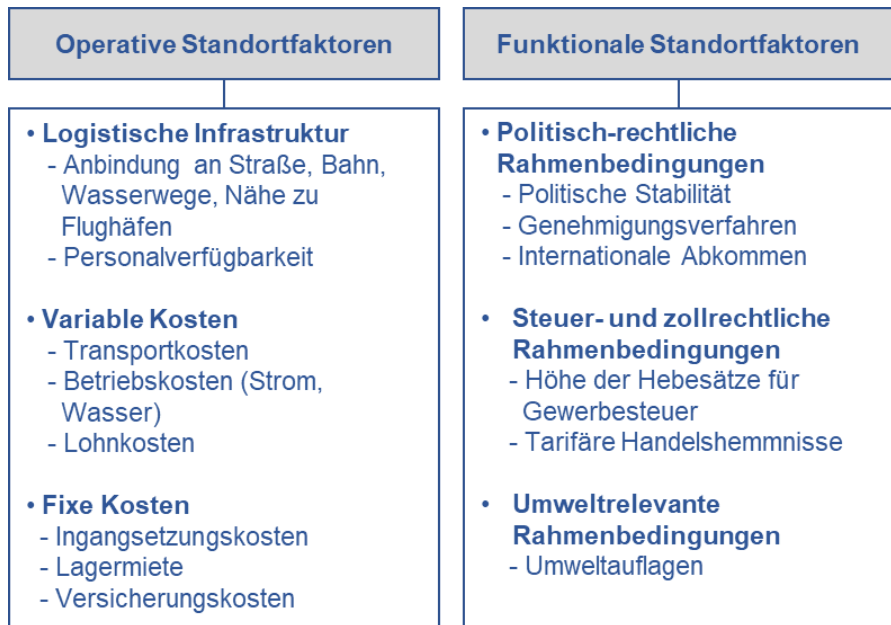 Operative Standortfaktoren
• Logistische Infrastruktur
- Anbindung an Straße, Bahn,
Wasserwege, Nähe zu
Flughäfen
- Personalverfügbarkeit
• Variable Kosten
- Transportkosten
- Betriebskosten (Strom,
Wasser)
- Lohnkosten
• Fixe Kosten
- Ingangsetzungskosten
- Lagermiete
- Versicherungskosten
Funktionale Standortfaktoren
• Politisch-rechtliche
Rahmenbedingungen
- Politische Stabilität
- Genehmigungsverfahren
- Internationale Abkommen
• Steuer- und zollrechtliche
Rahmenbedingungen
- Höhe der Hebesätze für
Gewerbesteuer
- Tarifäre Handelshemmnisse
• Umweltrelevante
Rahmenbedingungen
- Umweltauflagen